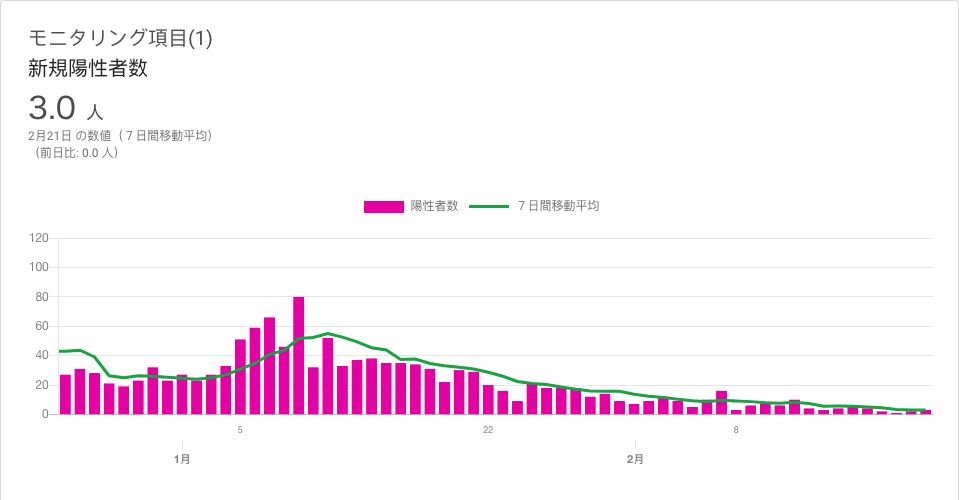 モニタリング項目(1)
新規陽性者数
3.0 人
2月21日 の数値（７日間移動平均）
（前日比: 0.0 人）
陽性者数 ７日間移動平均
120
100
80
60
40
20
0
5 22 8
1月 2月